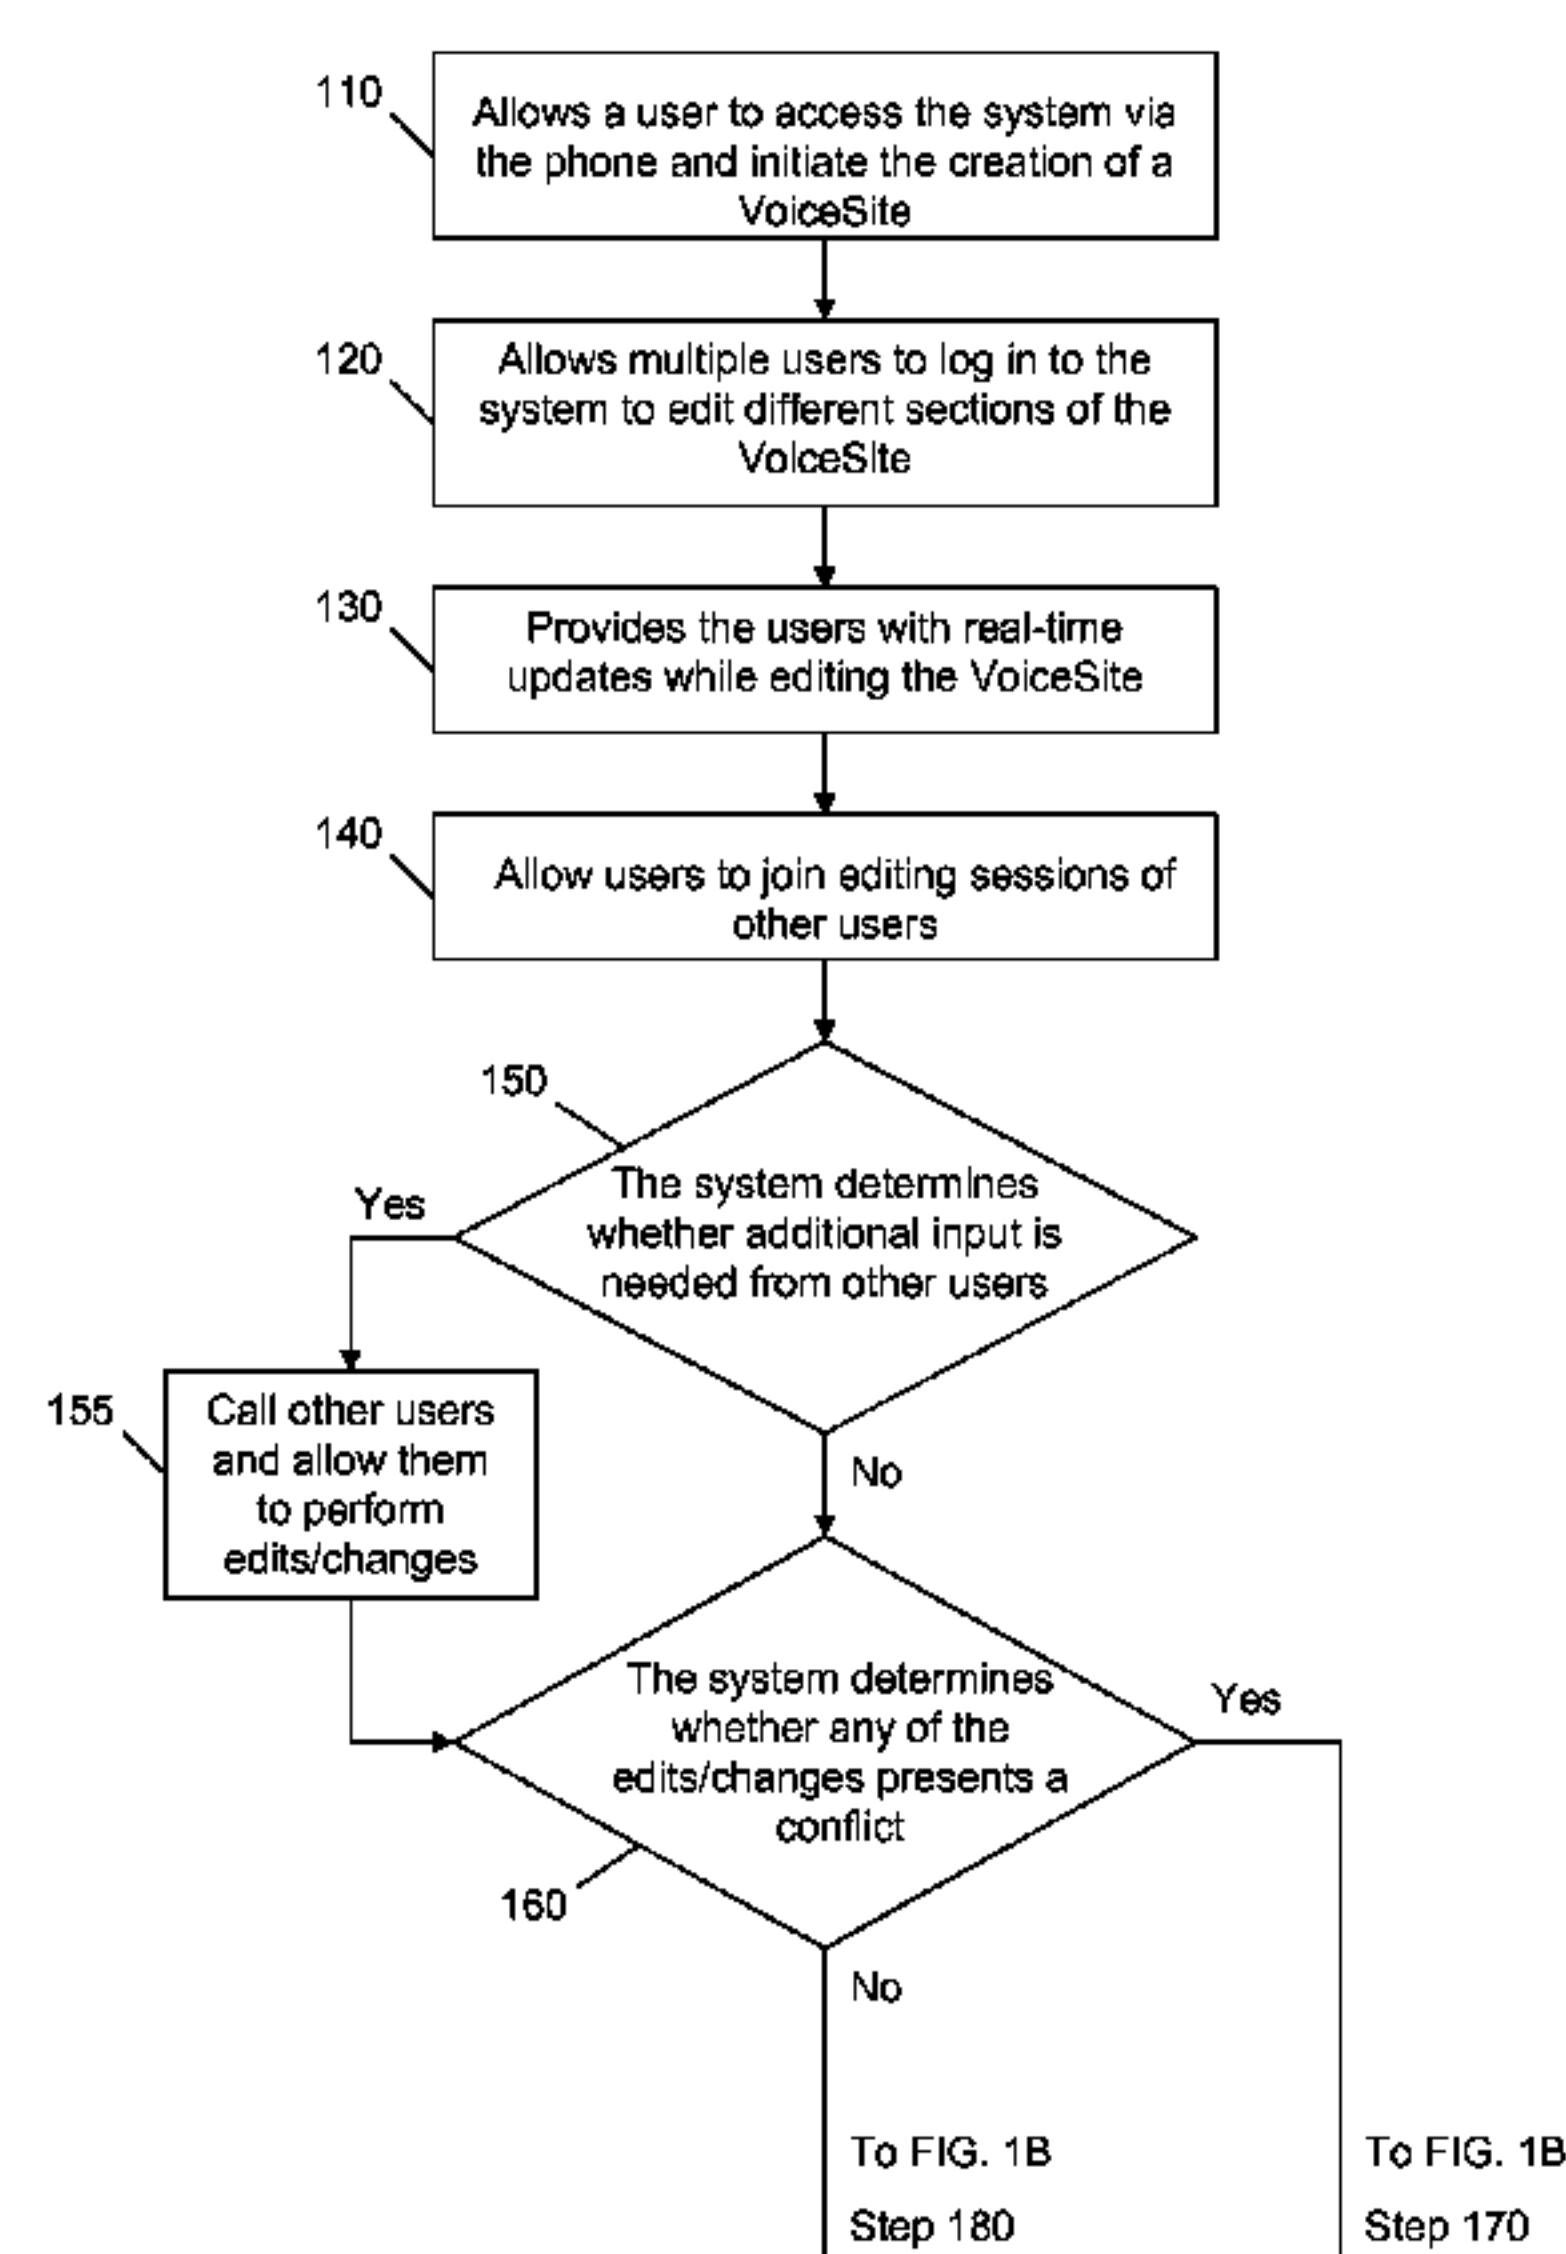 110
Allows a user to access the system via
the phone and initiate the creation of a
VoiceSite
120
Allows multiple users to log in to the
system to edit different sections of the
VoiceSite
130
Provides the users with real-time
updates while editing the VoiceSite
140
Allow users to join editing sessions of
other users
150
The system determines
whether additional input is
needed from other users
Yes
No
155
Call other users
and allow them
to perform
edits/changes
The system determines
whether any of the
edits/changes presents a
conflict
Yes
160
No
To FIG. 1B
Step 180
To FIG. 1B
Step 170